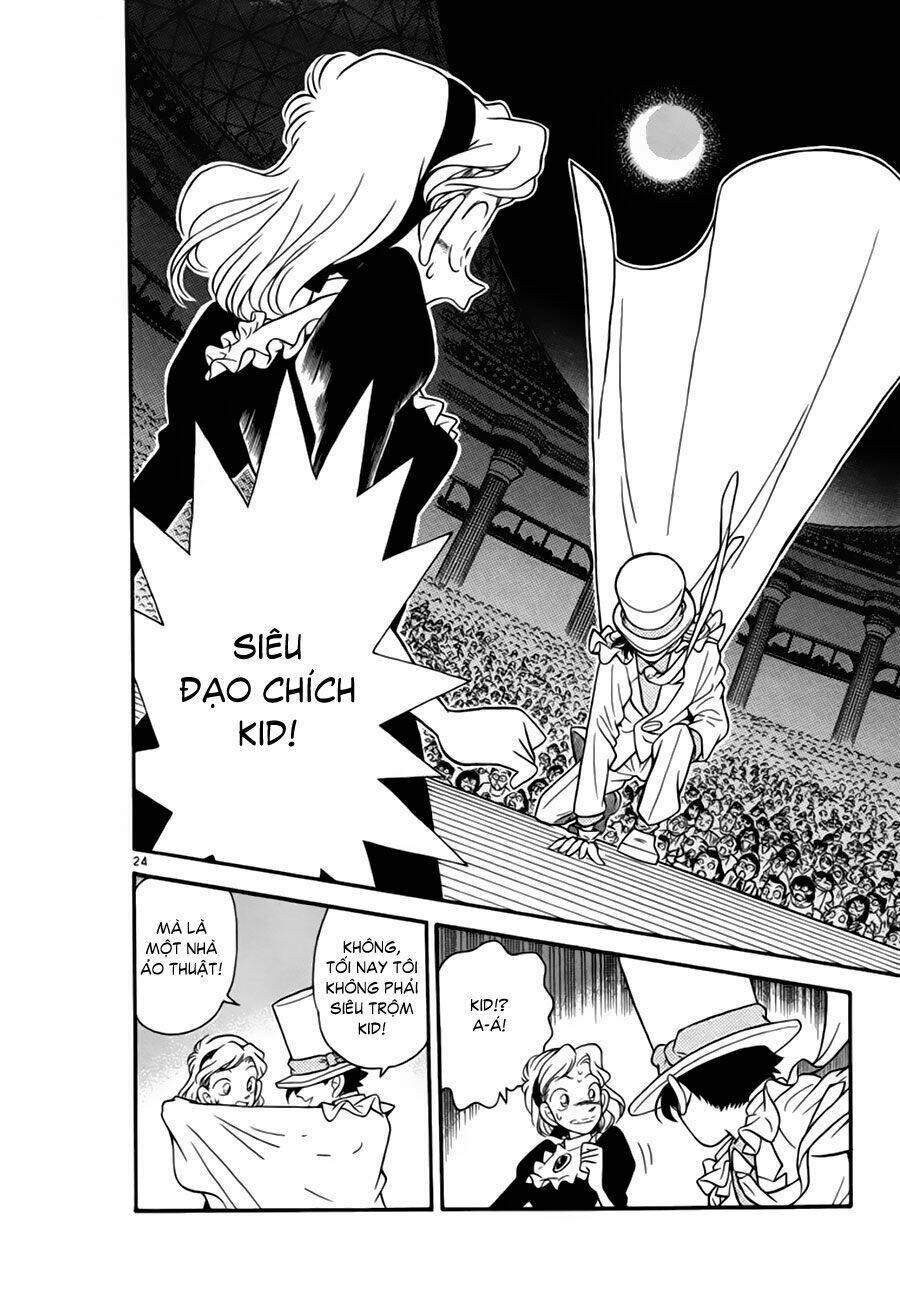 SIÊU
ĐẠO CHÍCH
KID!
24
KID!?
A-Á!
KHÔNG,
TỐI NAY TÔI
KHÔNG PHẢI
SIÊU TRỘM
KID!
MÀ LÀ
MỘT NHÀ
ẢO THUẬT!